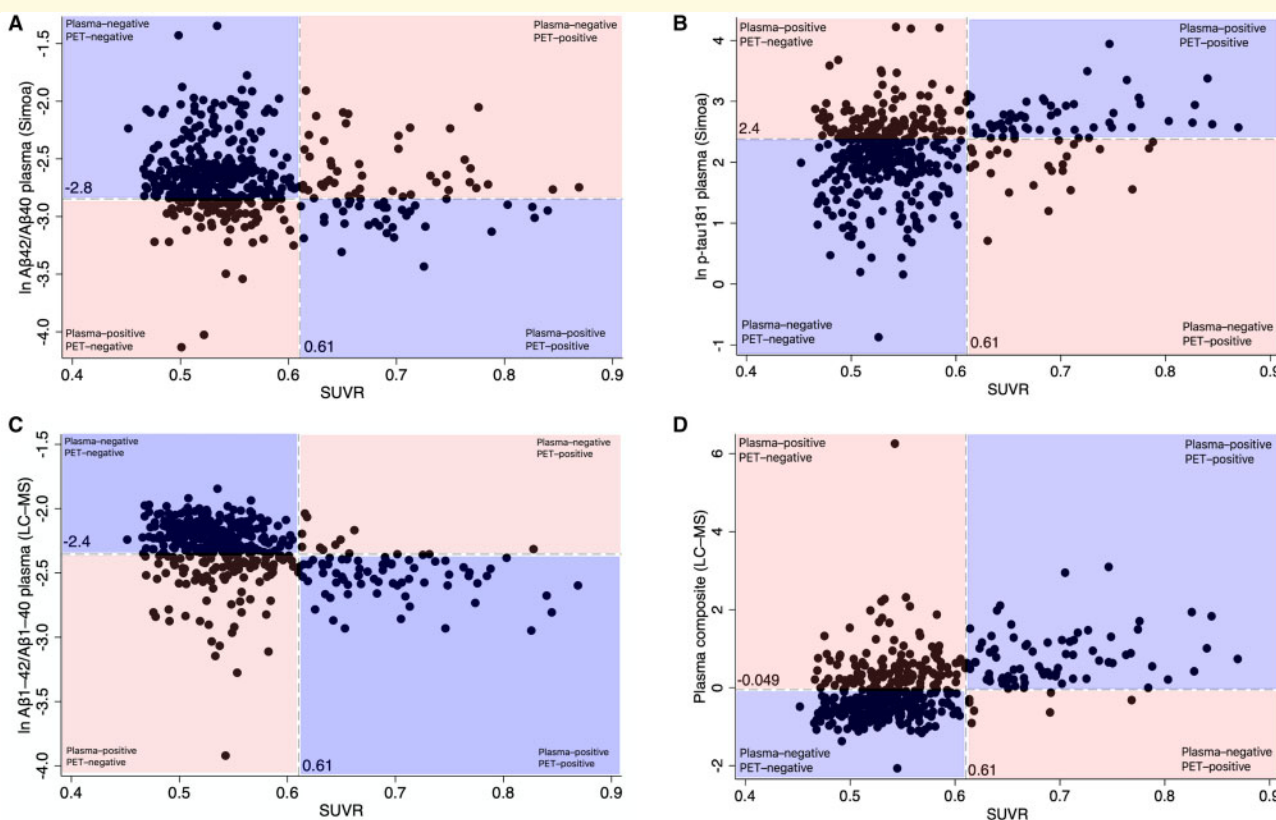 A
Plasma–negative
PET–negative
Plasma–negative
PET–positive
ln Aβ42/Aβ40 plasma (Simoa)
-1.5
-2.0
-2.5
-3.0
-3.5
-4.0
-2.8
Plasma–positive
PET–negative
Plasma–positive
PET–positive
0.61
0.4 0.5 0.6 0.7 0.8 0.9
SUVR
B
Plasma–positive
PET–negative
Plasma–positive
PET–positive
ln p-tau181 plasma (Simoa)
4
3
2
1
0
-1
2.4
Plasma–negative
PET–negative
Plasma–negative
PET–positive
0.61
0.4 0.5 0.6 0.7 0.8 0.9
SUVR
C
Plasma–negative
PET–negative
Plasma–negative
PET–positive
ln Aβ1–42/Aβ1–40 plasma (LC–MS)
-1.5
-2.0
-2.5
-3.0
-3.5
-4.0
-2.4
Plasma–positive
PET–negative
Plasma–positive
PET–positive
0.61
0.4 0.5 0.6 0.7 0.8 0.9
SUVR
D
Plasma–positive
PET–negative
Plasma–positive
PET–positive
Plasma composite (LC–MS)
6
4
2
0
-2
-0.049
Plasma–negative
PET–negative
Plasma–negative
PET–positive
0.61
0.4 0.5 0.6 0.7 0.8 0.9
SUVR